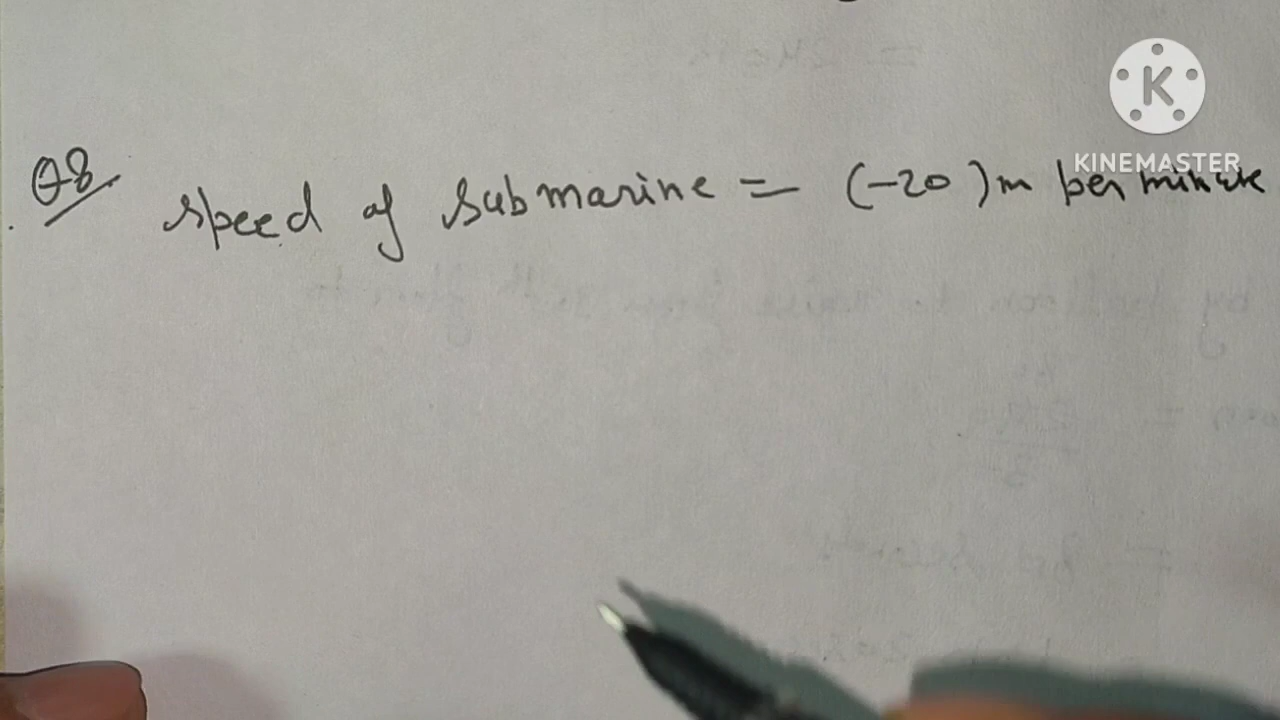 K
KINEMASTER
Q8
Speed of Submarine = (-20) m per minute